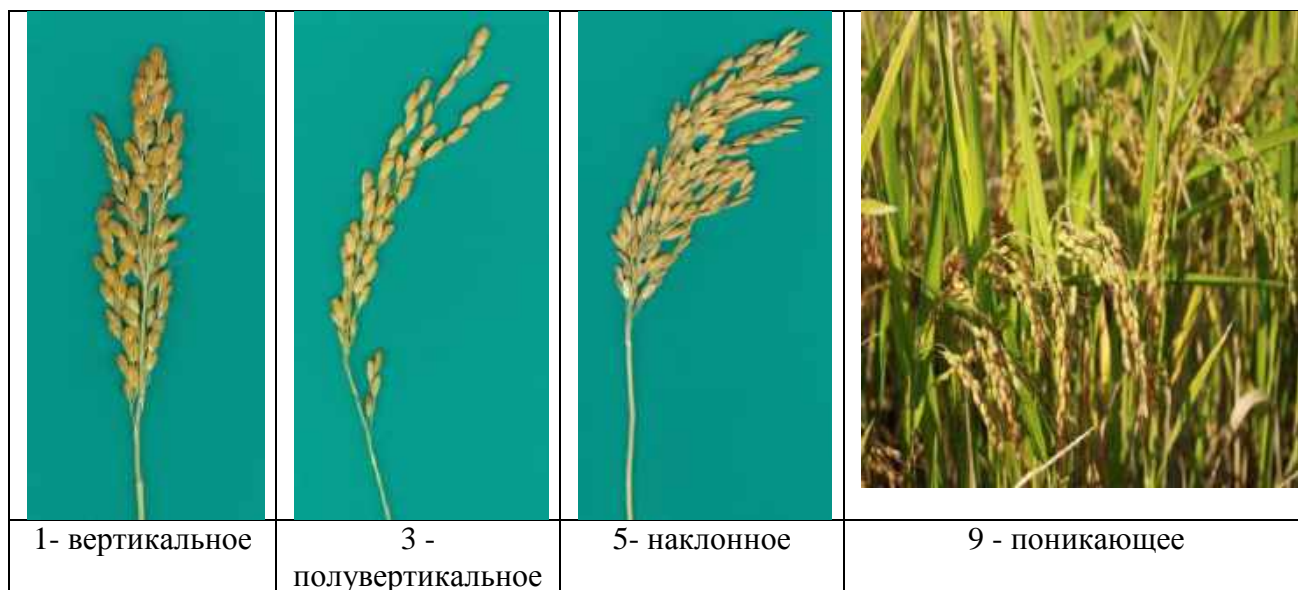 1- вертикальное
3 -
полувертикальное
5- наклонное
9 - поникающее